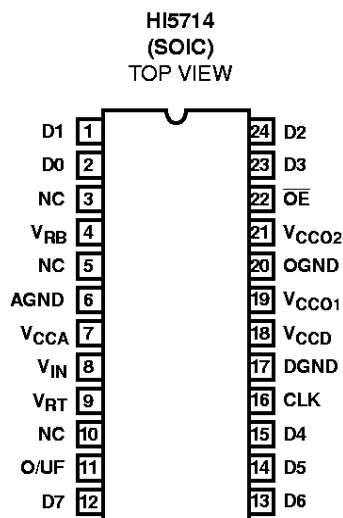 HI5714
(SOIC)
TOP VIEW
D1 1 24 D2
D0 2 23 D3
NC 3 22 O̅E̅
VRB 4 21 VCCO2
NC 5 20 OGND
AGND 6 19 VCCO1
VCCA 7 18 VCCD
VIN 8 17 DGND
VRT 9 16 CLK
NC 10 15 D4
O/UF 11 14 D5
D7 12 13 D6